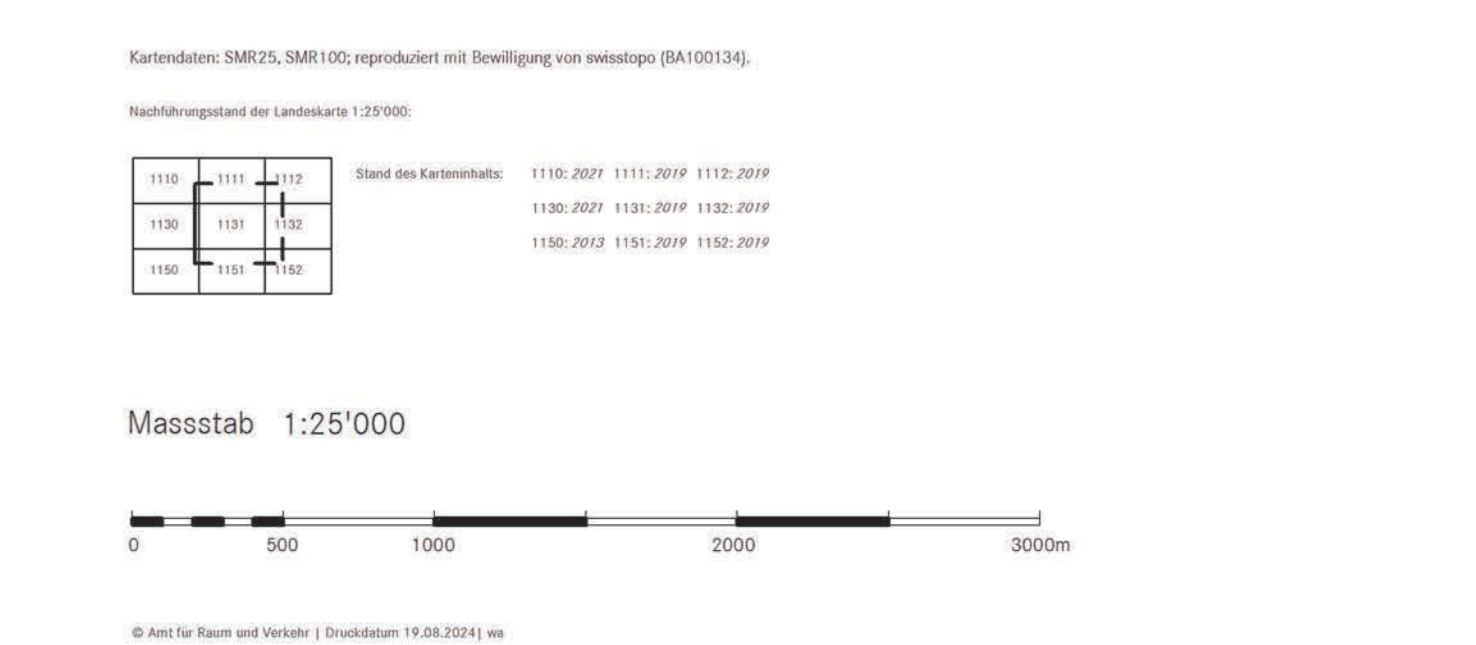 Kartendaten: SMR25, SMR100; reproduziert mit Bewilligung von swisstopo (BA100134).
Nachführungsstand der Landeskarte 1:25'000:
1110 1111 1112
1130 1131 1132
1150 1151 1152
Stand des Karteninhalts: 1110: 2021 1111: 2019 1112: 2019
1130: 2021 1131: 2019 1132: 2019
1150: 2013 1151: 2019 1152: 2019
Massstab 1:25'000
0 500 1000 2000 3000m
© Amt für Raum und Verkehr | Druckdatum 19.08.2024| wa